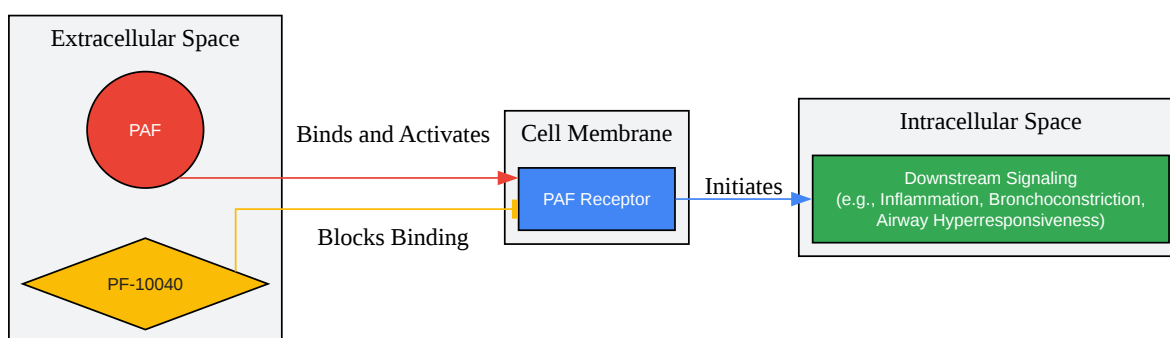 Extracellular Space
PAF
PF-10040
Binds and Activates
Blocks Binding
Cell Membrane
PAF Receptor
Initiates
Intracellular Space
Downstream Signaling
(e.g., Inflammation, Bronchoconstriction,
Airway Hyperresponsiveness)